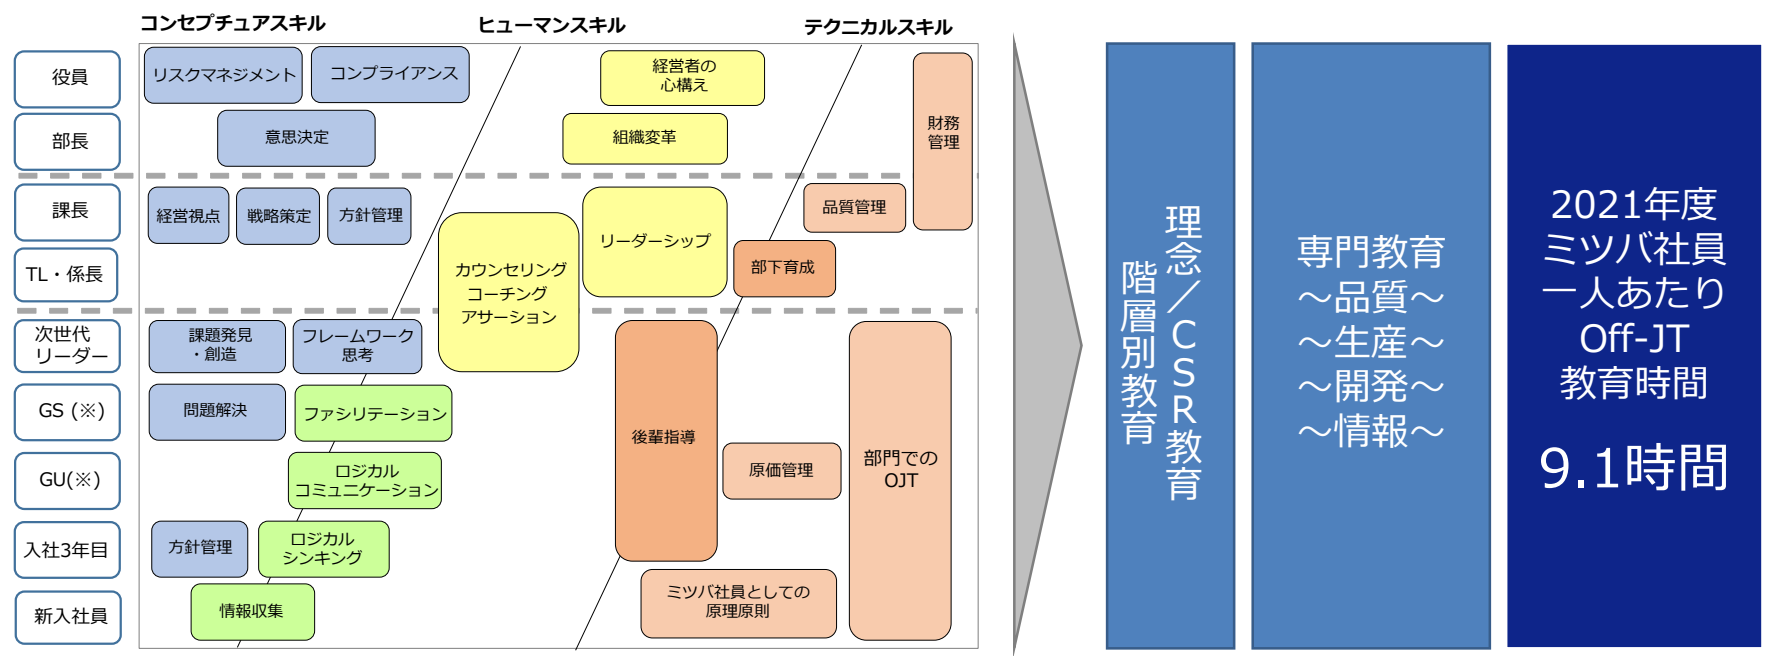 コンセプチュアスキル
ヒューマンスキル
テクニカルスキル
役員
リスクマネジメント
コンプライアンス
経営者の
心構え
財務
管理
部長
意思決定
組織変革
課長
経営視点
戦略策定
方針管理
リーダーシップ
品質管理
TL・係長
カウンセリング
コーチング
アサーション
部下育成
次世代
リーダー
課題発見
・創造
フレームワーク
思考
GS (※)
問題解決
ファシリテーション
後輩指導
部門での
OJT
GU(※)
ロジカル
コミュニケーション
原価管理
入社3年目
方針管理
ロジカル
シンキング
新入社員
情報収集
ミツバ社員としての
原理原則
理念／CSR教育
階層別教育
専門教育
～品質～
～生産～
～開発～
～情報～
2021年度
ミツバ社員
一人あたり
Off-JT
教育時間
9.1時間